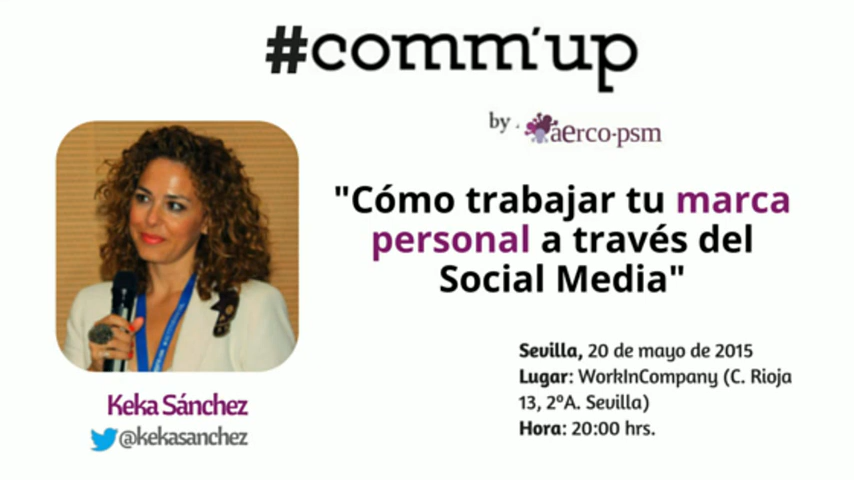 #comm'up
by aerco-psm
"Cómo trabajar tu marca
personal a través del
Social Media"
Sevilla, 20 de mayo de 2015
Lugar: WorkInCompany (C. Rioja
13, 2ºA. Sevilla)
Hora: 20:00 hrs.
Keka Sánchez
@kekasanchez